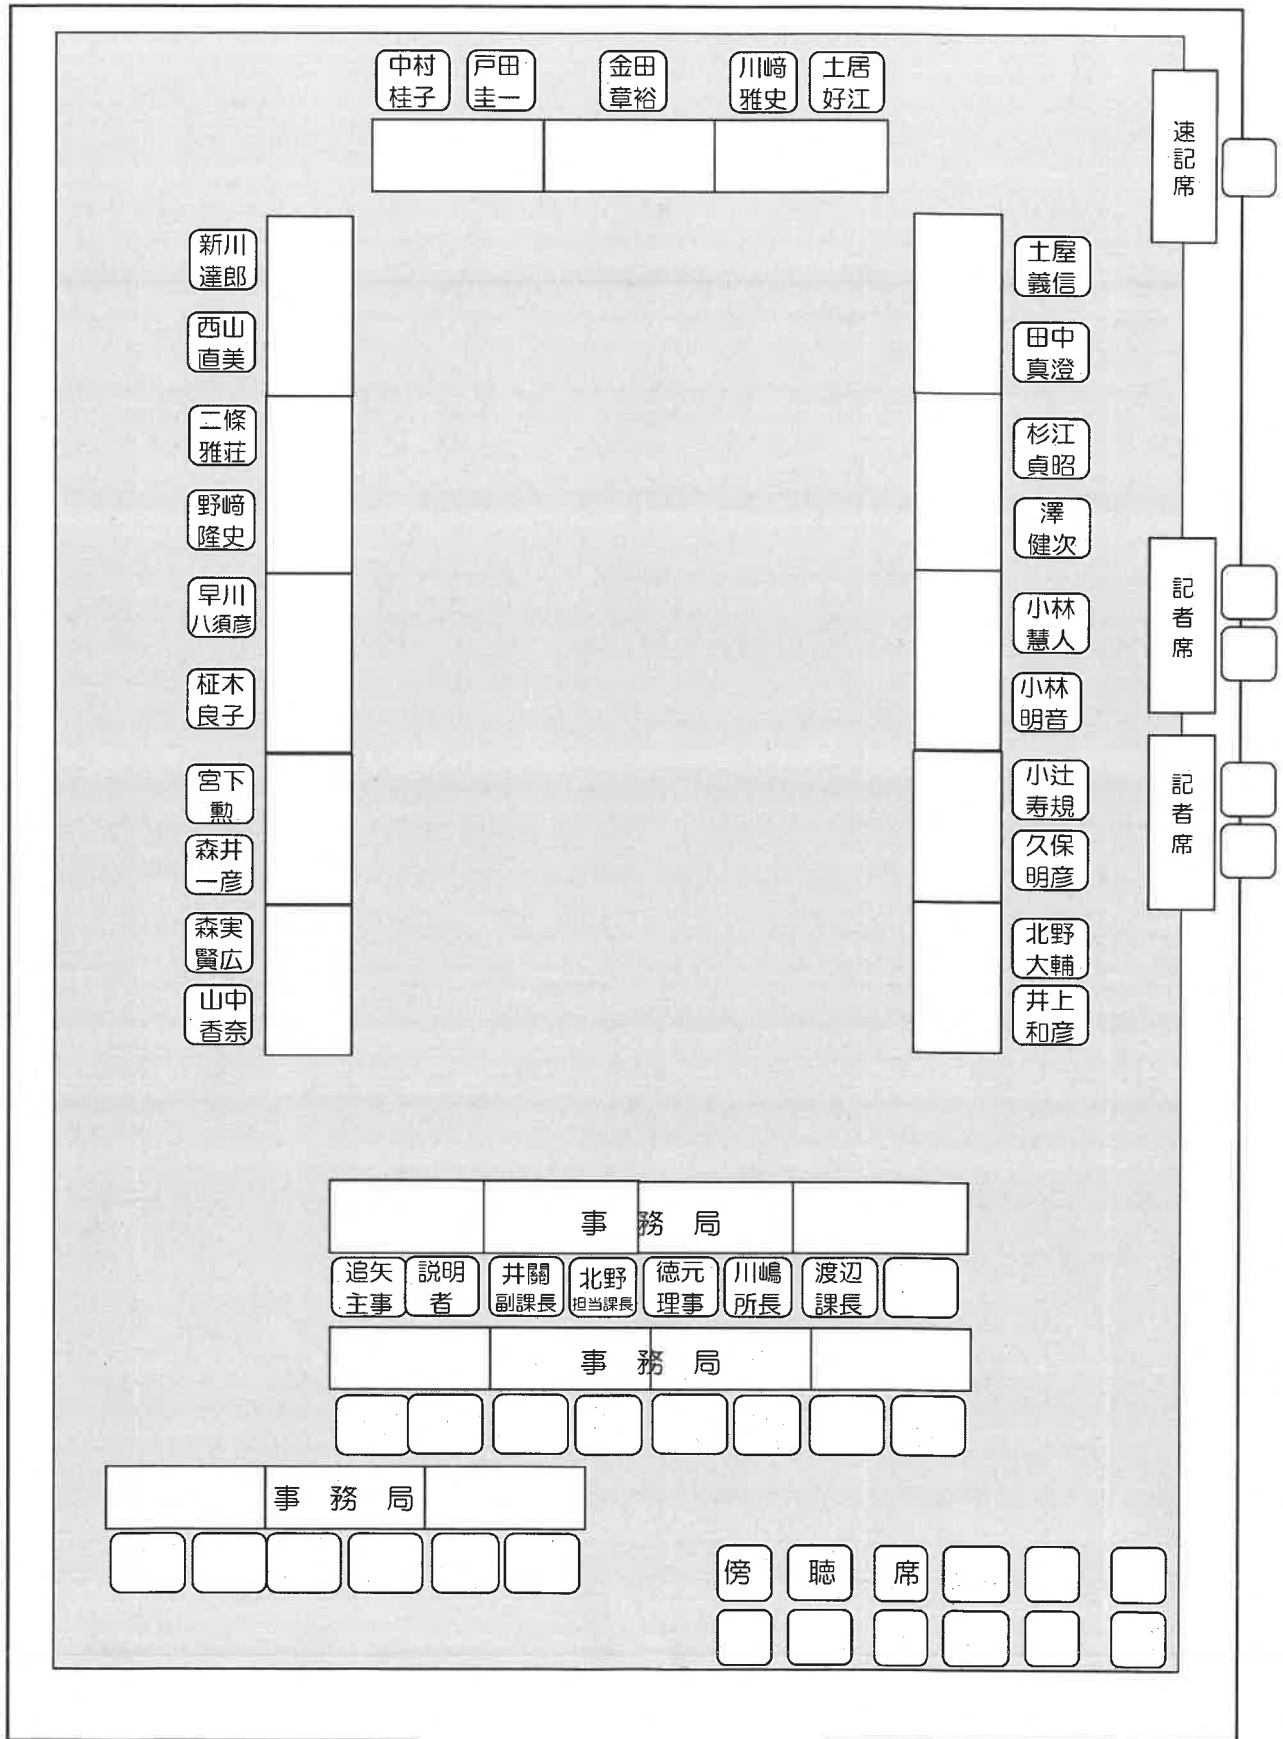 中村
桂子
戸田
圭一
金田
章裕
川﨑
雅史
土居
好江
速記席
新川
達郎
西山
直美
二條
雅荘
野﨑
隆史
早川
八須彦
柾木
良子
宮下
勲
森井
一彦
森実
賢広
山中
香奈
土屋
義信
田中
真澄
杉江
貞昭
澤
健次
小林
慧人
小林
明音
小辻
寿規
久保
明彦
北野
大輔
井上
和彦
記者席
記者席
事務局
追矢
主事
説明
者
井關
副課長
北野
担当課長
徳元
理事
川嶋
所長
渡辺
課長
事務局
事務局
傍聴席